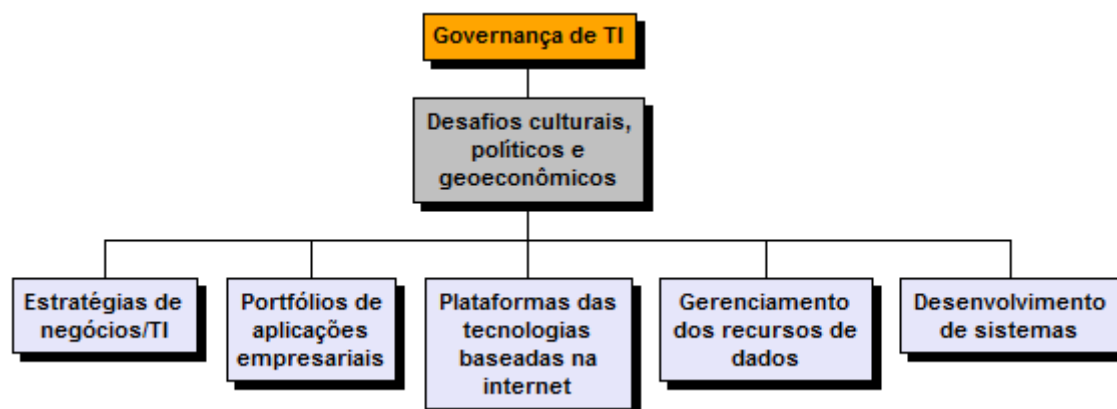 Governança de TI
Desafios culturais,
políticos e
geoeconômicos
Estratégias de
negócios/TI
Portfólios de
aplicações
empresariais
Plataformas das
tecnologias
baseadas na
internet
Gerenciamento
dos recursos de
dados
Desenvolvimento
de sistemas